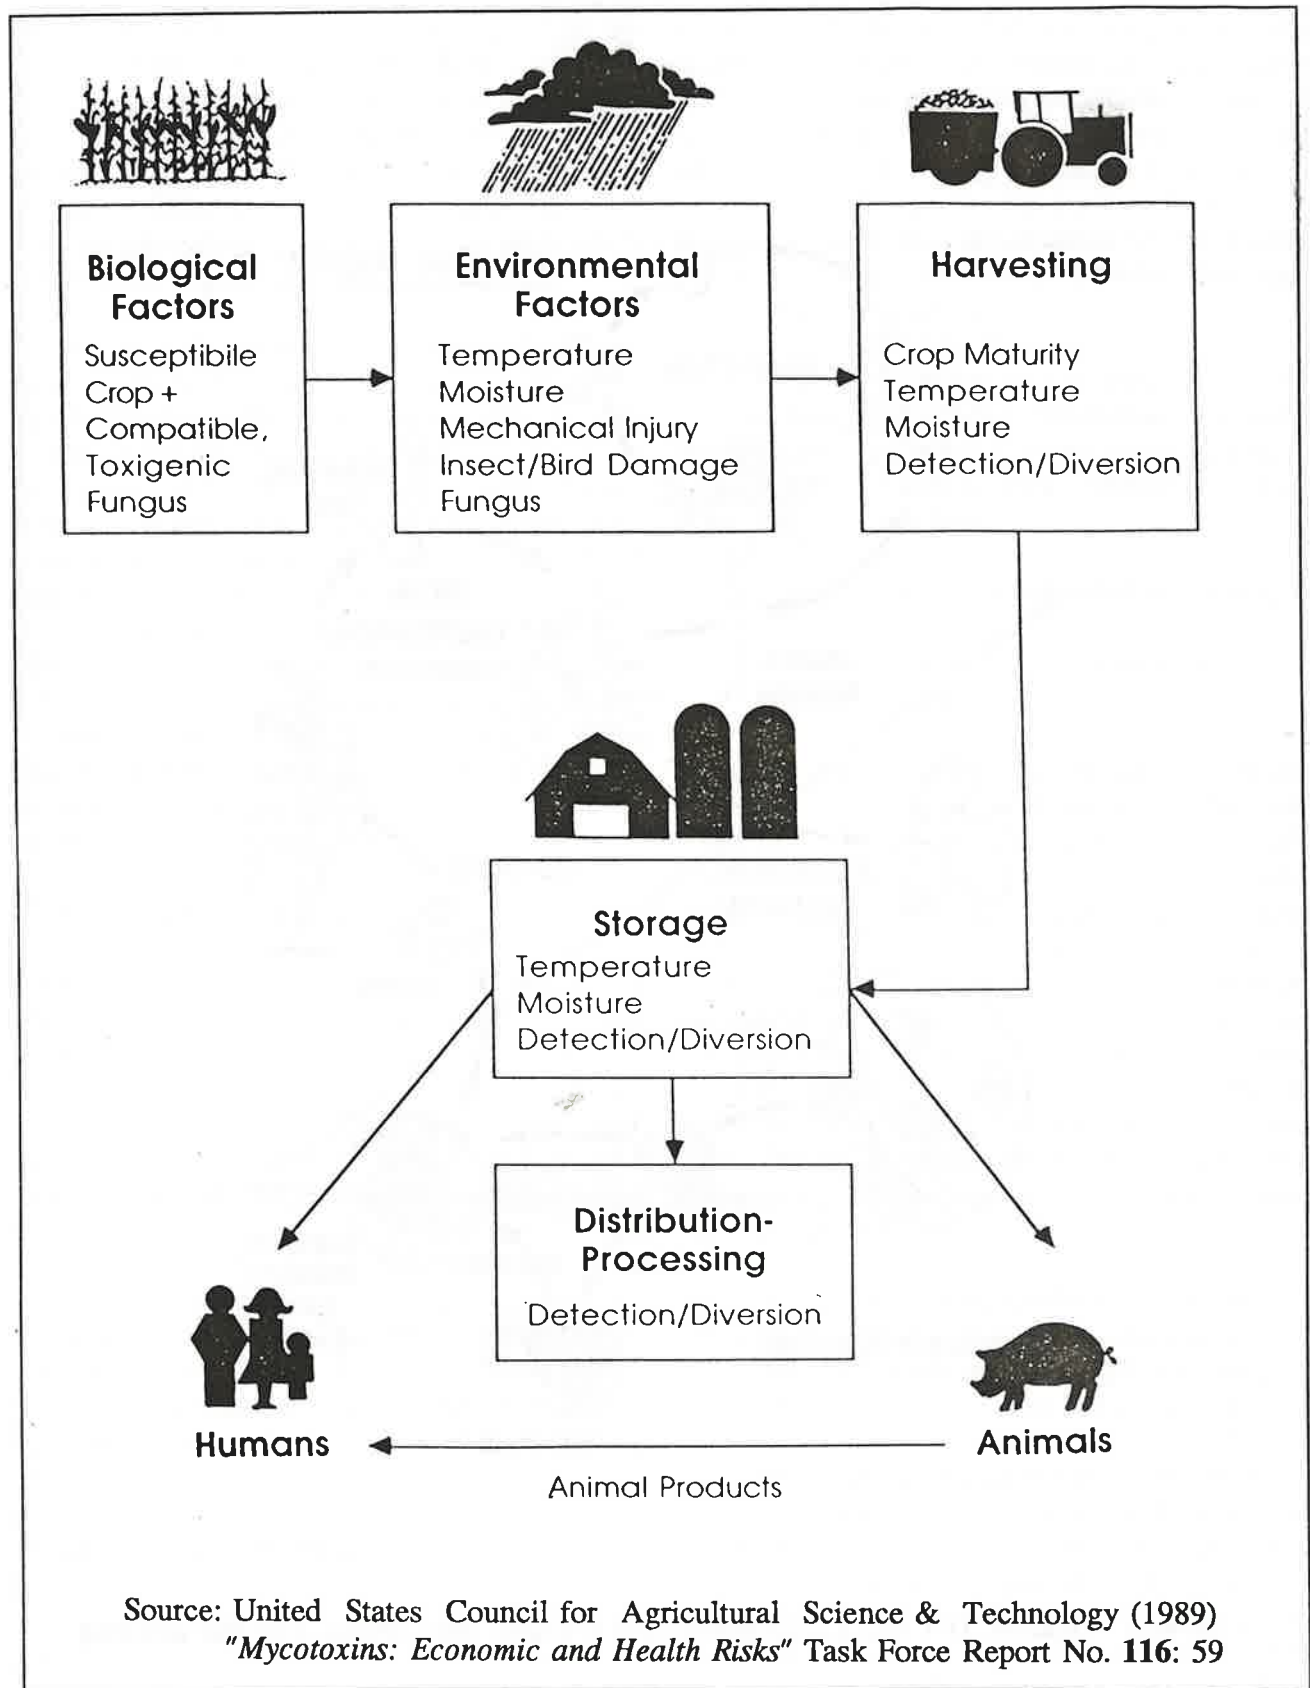 Biological
Factors
Susceptibile
Crop +
Compatible,
Toxigenic
Fungus
Environmental
Factors
Temperature
Moisture
Mechanical Injury
Insect/Bird Damage
Fungus
Harvesting
Crop Maturity
Temperature
Moisture
Detection/Diversion
Storage
Temperature
Moisture
Detection/Diversion
Distribution-
Processing
Detection/Diversion
Humans
Animals
Animal Products
Source: United States Council for Agricultural Science & Technology (1989)
"Mycotoxins: Economic and Health Risks" Task Force Report No. 116: 59